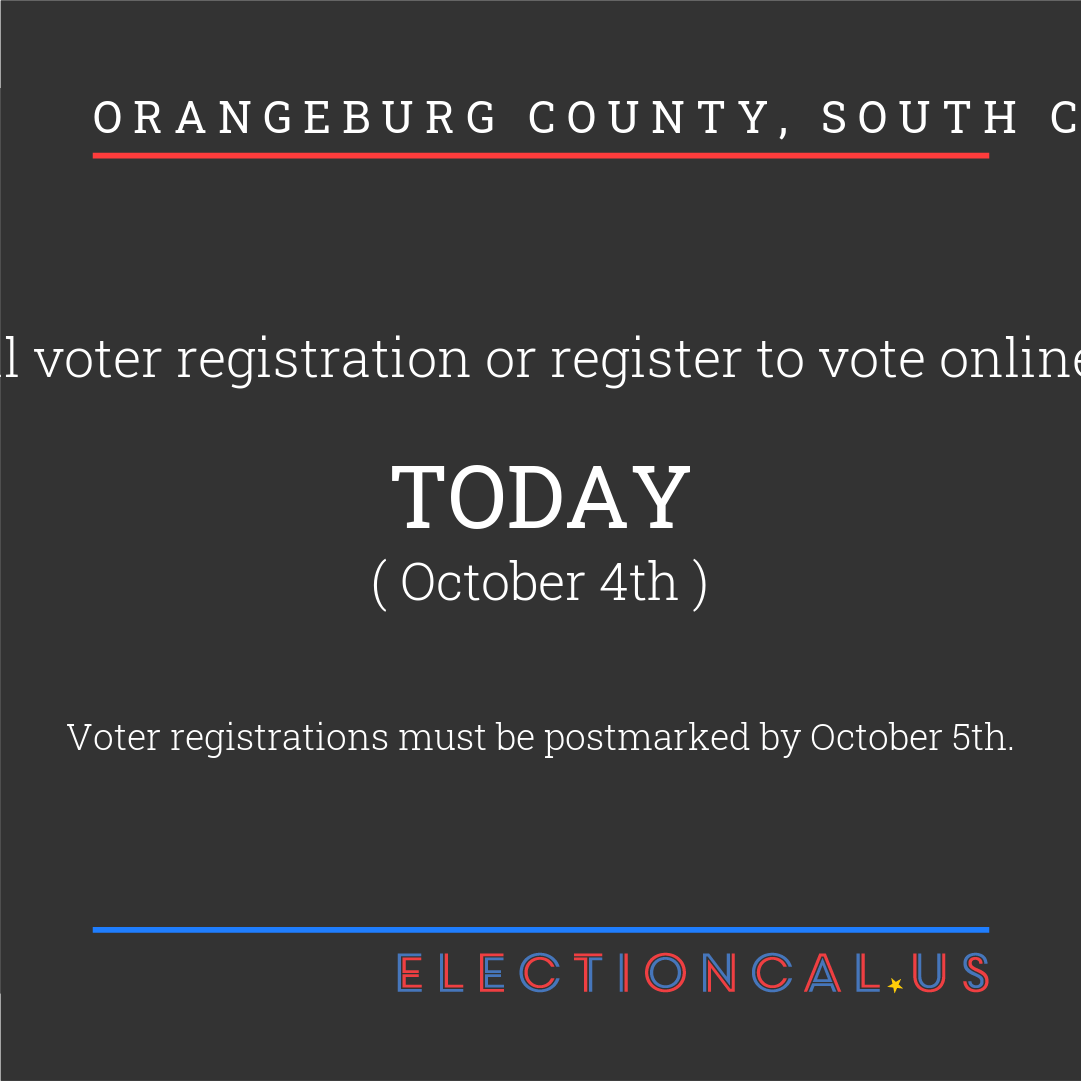 ORANGEBURG COUNTY, SOUTH C
l voter registration or register to vote online
TODAY
( October 4th )
Voter registrations must be postmarked by October 5th.
ELECTIONCAL.US